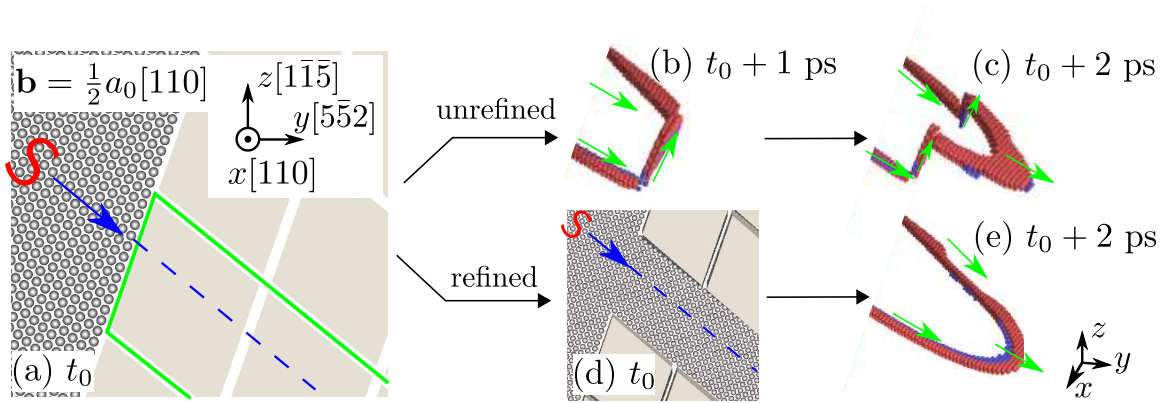 b = ½a₀[110]
z[11̄5̄]
y[55̄2]
x[110]
S
(a) t₀
unrefined
refined
(b) t₀ + 1 ps
(c) t₀ + 2 ps
S
(d) t₀
(e) t₀ + 2 ps
z
y
x